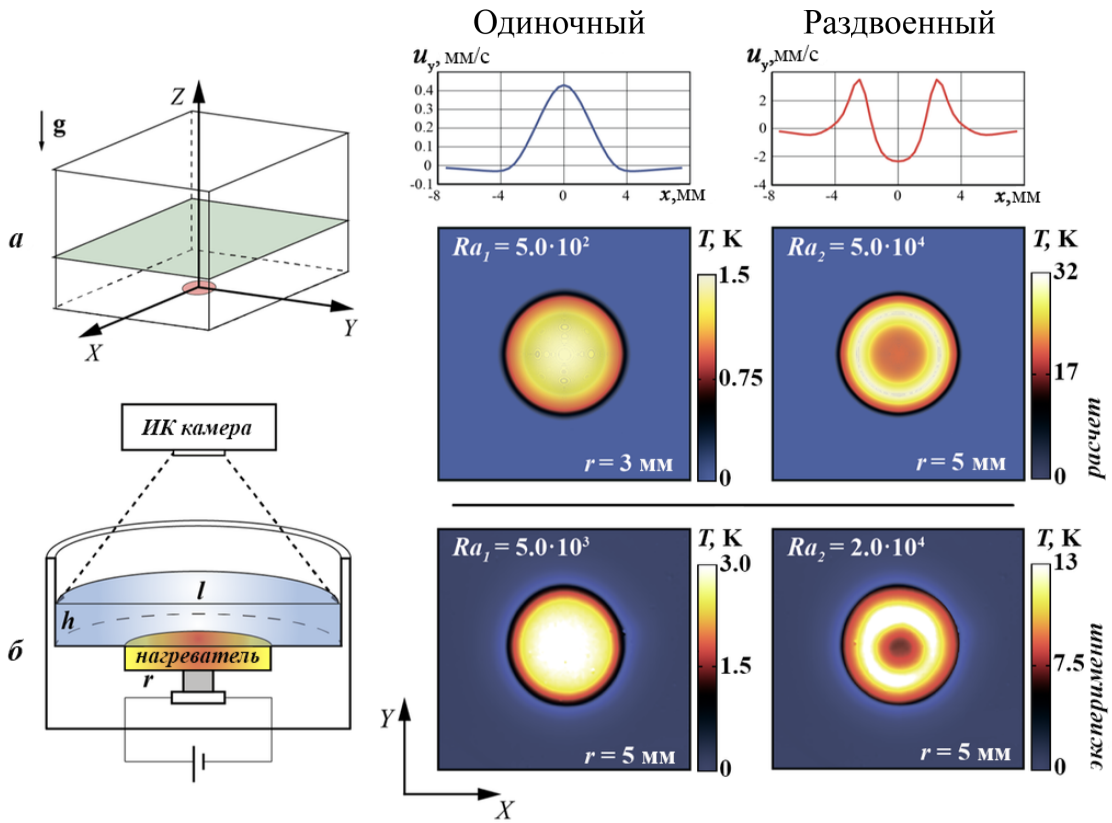 Одиночный
Раздвоенный
uy, мм/с
0.4
0.3
0.2
0.1
0
-0.1
-8
-4
0
4
x,мм
uy, мм/с
2
0
-2
-4
-8
-4
0
4
x,мм
g
Z
X
Y
а
Ra₁ = 5.0·10²
r = 3 мм
T, K
1.5
0.75
0
Ra₂ = 5.0·10⁴
r = 5 мм
T, K
32
17
0
расчет
ИК камера
l
h
нагреватель
r
б
Ra₁ = 5.0·10³
r = 5 мм
T, K
3.0
1.5
0
Ra₂ = 2.0·10⁴
r = 5 мм
T, K
13
7.5
0
эксперимент
Y
X